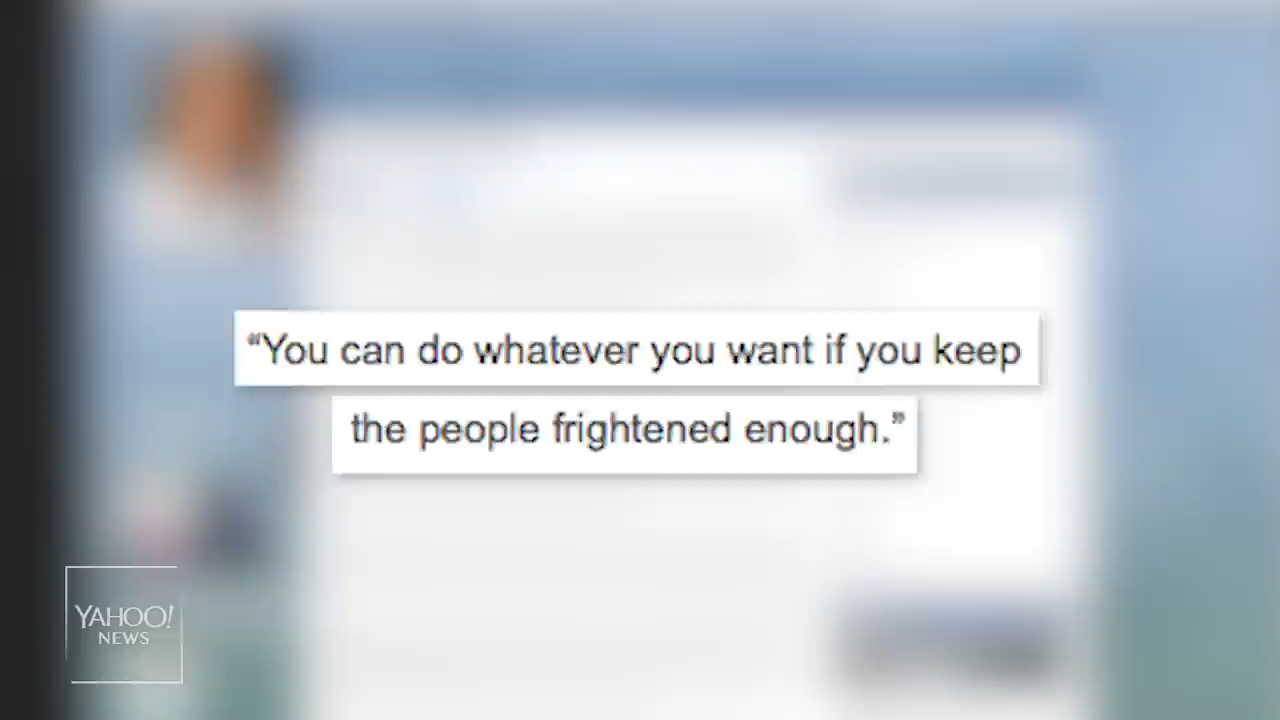 “You can do whatever you want if you keep
the people frightened enough.”
YAHOO!
NEWS